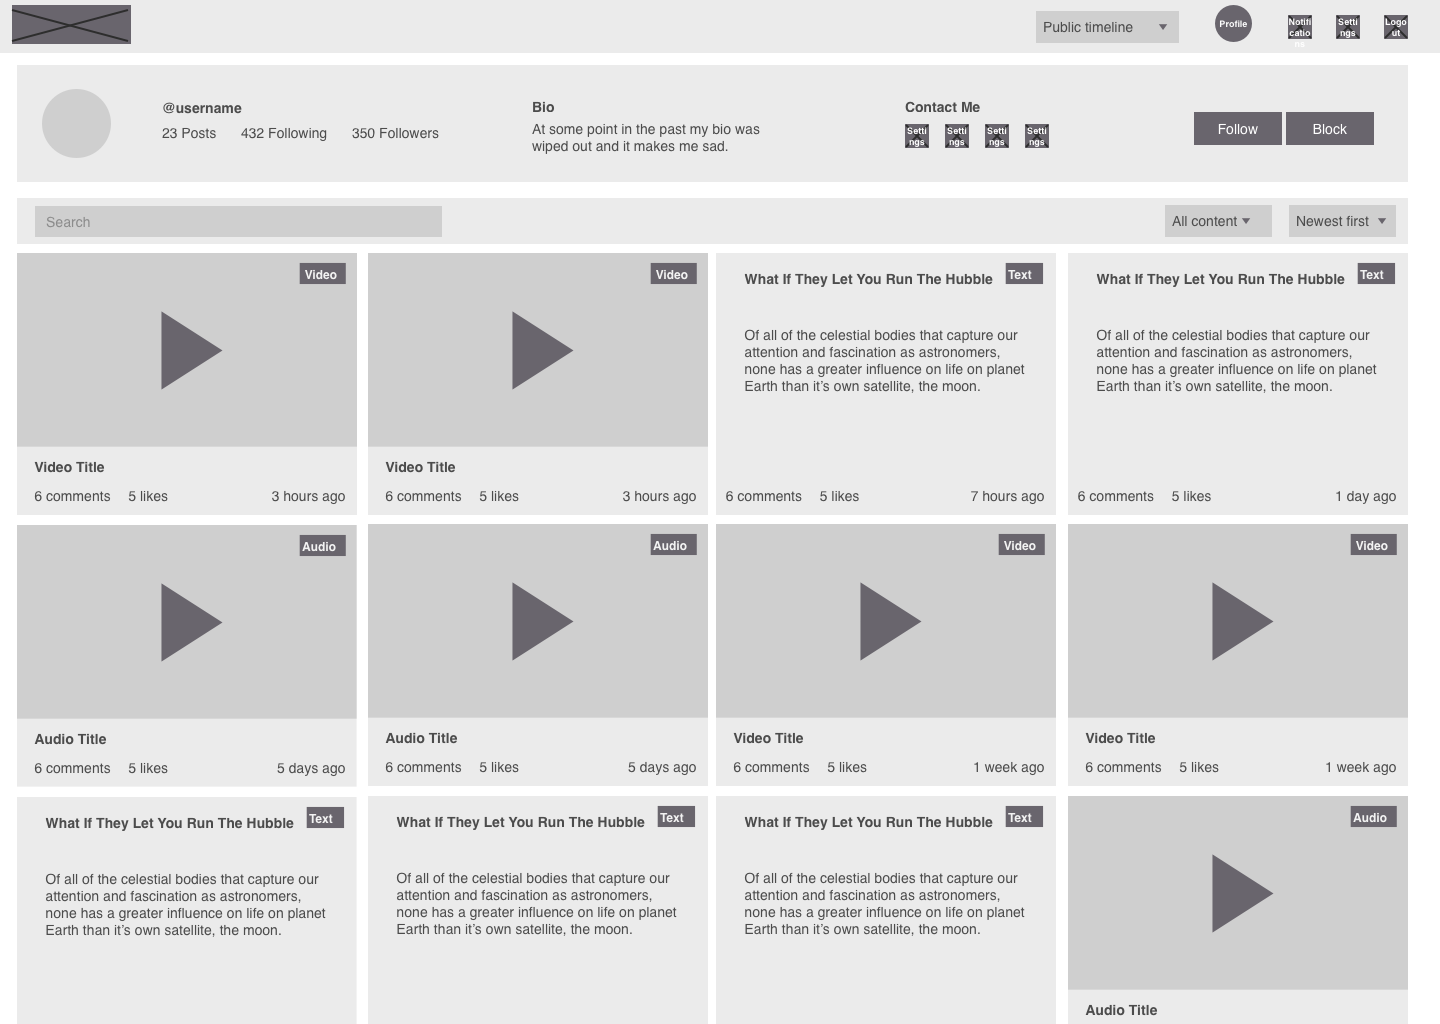 Public timeline
Profile
Notifi
catio
ns
Setti
ngs
Logo
ut
@username
23 Posts 432 Following 350 Followers
Bio
At some point in the past my bio was
wiped out and it makes me sad.
Contact Me
Setti
ngs
Setti
ngs
Setti
ngs
Setti
ngs
Follow
Block
Search
All content
Newest first
Video
Video Title
6 comments 5 likes 3 hours ago
Video
Video Title
6 comments 5 likes 3 hours ago
What If They Let You Run The Hubble
Text
Of all of the celestial bodies that capture our
attention and fascination as astronomers,
none has a greater influence on life on planet
Earth than it’s own satellite, the moon.
6 comments 5 likes 7 hours ago
What If They Let You Run The Hubble
Text
Of all of the celestial bodies that capture our
attention and fascination as astronomers,
none has a greater influence on life on planet
Earth than it’s own satellite, the moon.
6 comments 5 likes 1 day ago
Audio
Audio Title
6 comments 5 likes 5 days ago
Audio
Audio Title
6 comments 5 likes 5 days ago
Video
Video Title
6 comments 5 likes 1 week ago
Video
Video Title
6 comments 5 likes 1 week ago
What If They Let You Run The Hubble
Text
Of all of the celestial bodies that capture our
attention and fascination as astronomers,
none has a greater influence on life on planet
Earth than it’s own satellite, the moon.
What If They Let You Run The Hubble
Text
Of all of the celestial bodies that capture our
attention and fascination as astronomers,
none has a greater influence on life on planet
Earth than it’s own satellite, the moon.
What If They Let You Run The Hubble
Text
Of all of the celestial bodies that capture our
attention and fascination as astronomers,
none has a greater influence on life on planet
Earth than it’s own satellite, the moon.
Audio
Audio Title